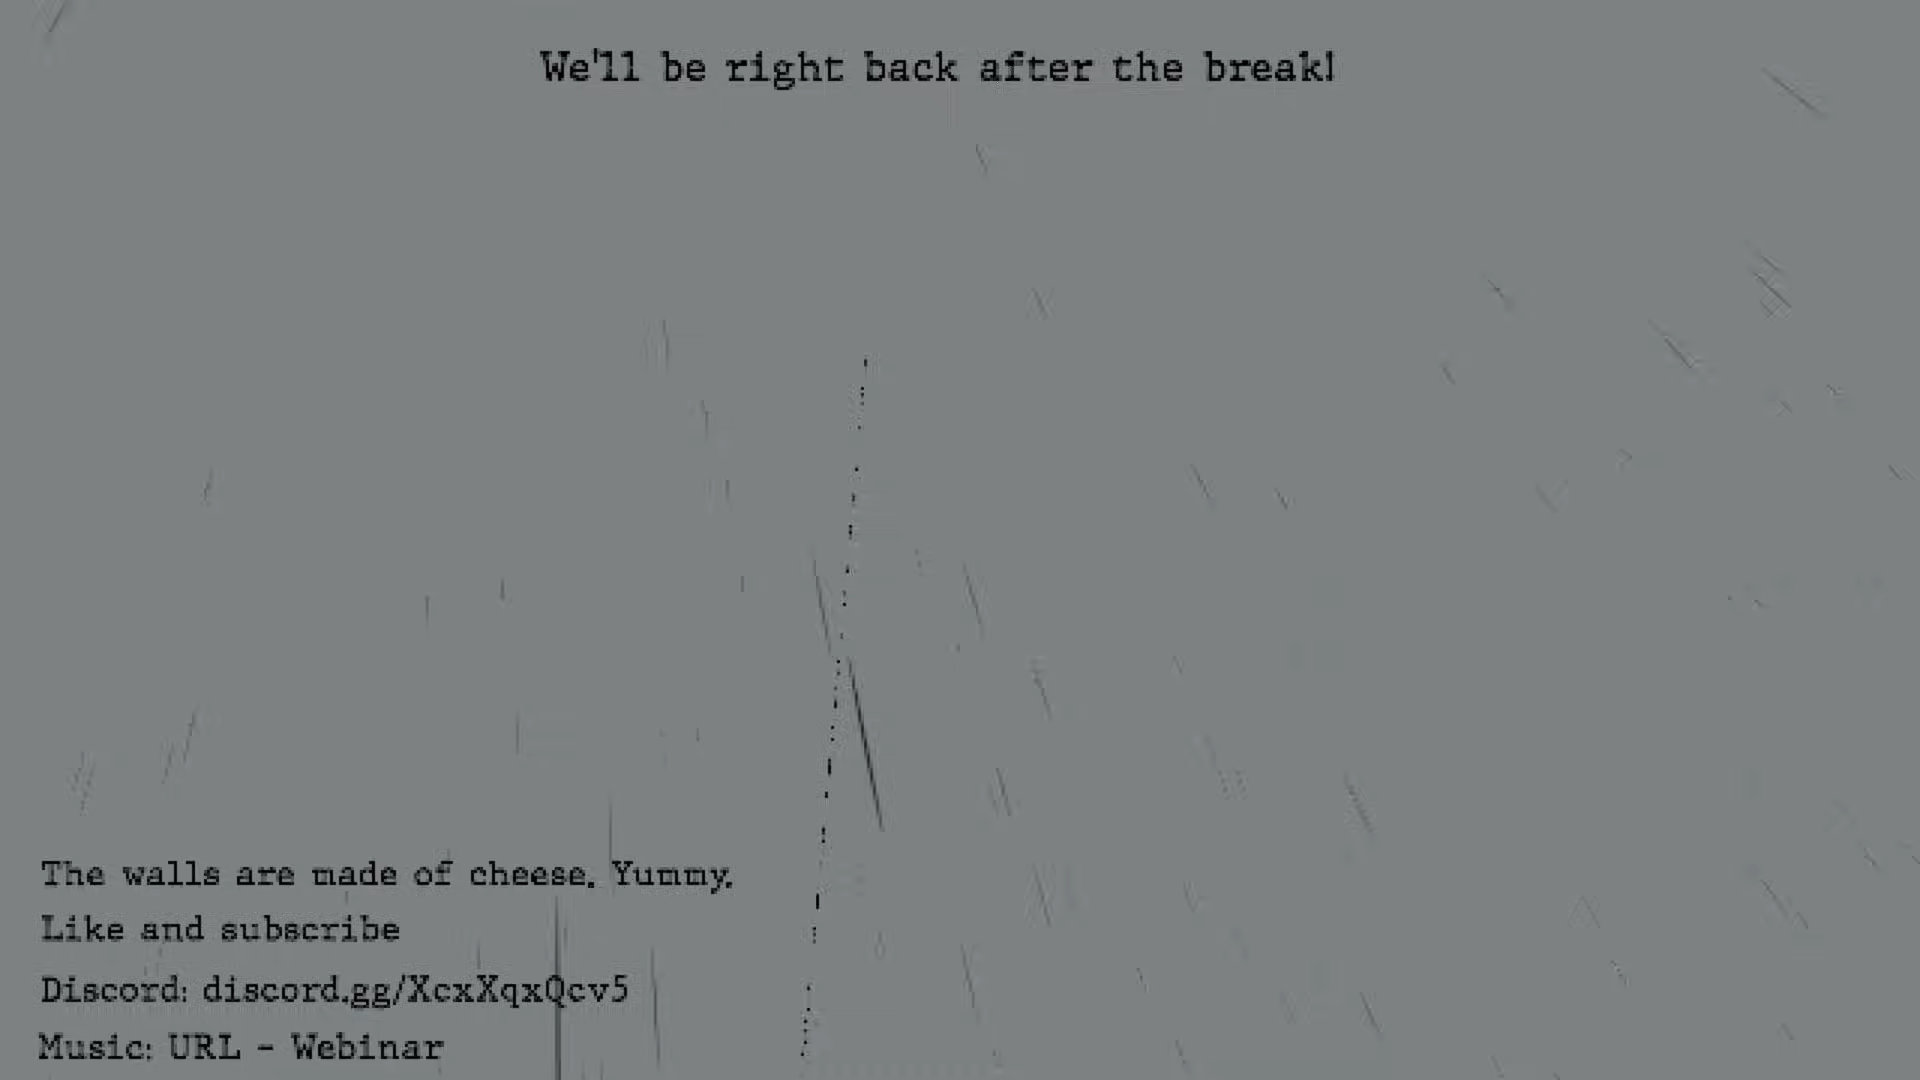 We'll be right back after the break!
The walls are made of cheese. Yummy.
Like and subscribe
Discord: discord.gg/XcxXqxQcv5
Music: URL - Webinar